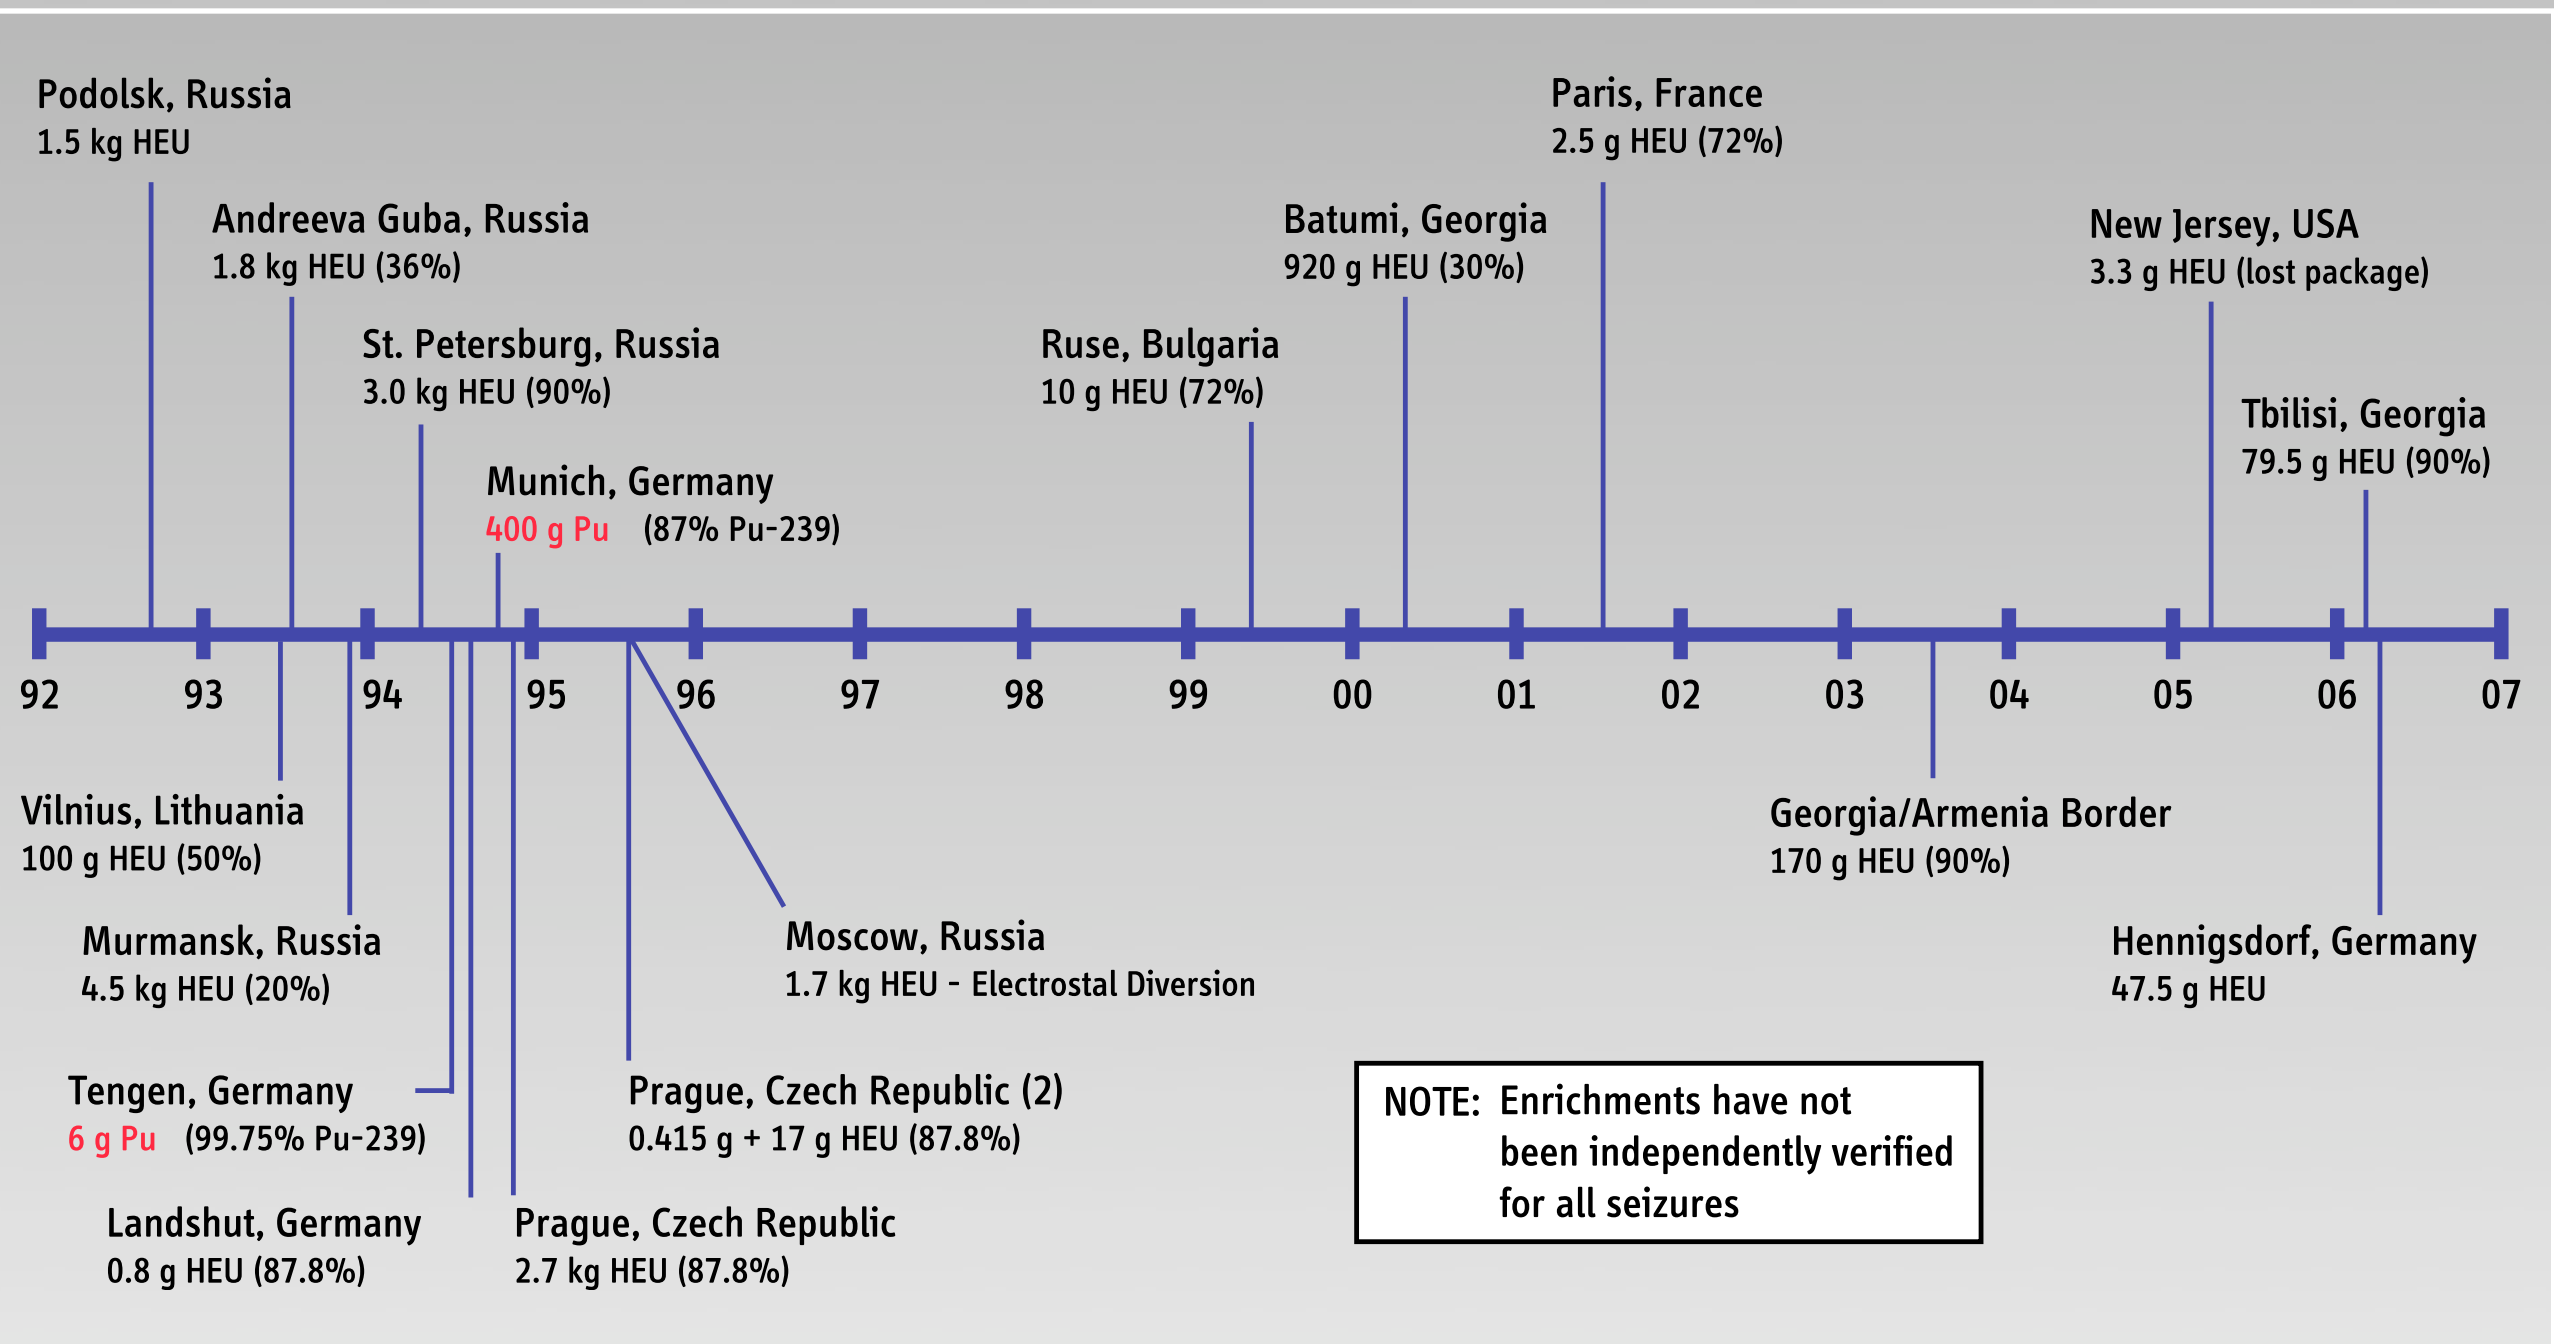 Podolsk, Russia
1.5 kg HEU
Paris, France
2.5 g HEU (72%)
Andreeva Guba, Russia
1.8 kg HEU (36%)
Batumi, Georgia
920 g HEU (30%)
New Jersey, USA
3.3 g HEU (lost package)
St. Petersburg, Russia
3.0 kg HEU (90%)
Ruse, Bulgaria
10 g HEU (72%)
Tbilisi, Georgia
79.5 g HEU (90%)
Munich, Germany
400 g Pu (87% Pu-239)
92 93 94 95 96 97 98 99 00 01 02 03 04 05 06 07
Vilnius, Lithuania
100 g HEU (50%)
Georgia/Armenia Border
170 g HEU (90%)
Murmansk, Russia
4.5 kg HEU (20%)
Moscow, Russia
1.7 kg HEU - Electrostal Diversion
Hennigsdorf, Germany
47.5 g HEU
Tengen, Germany
6 g Pu (99.75% Pu-239)
Prague, Czech Republic (2)
0.415 g + 17 g HEU (87.8%)
Landshut, Germany
0.8 g HEU (87.8%)
Prague, Czech Republic
2.7 kg HEU (87.8%)
NOTE: Enrichments have not
been independently verified
for all seizures